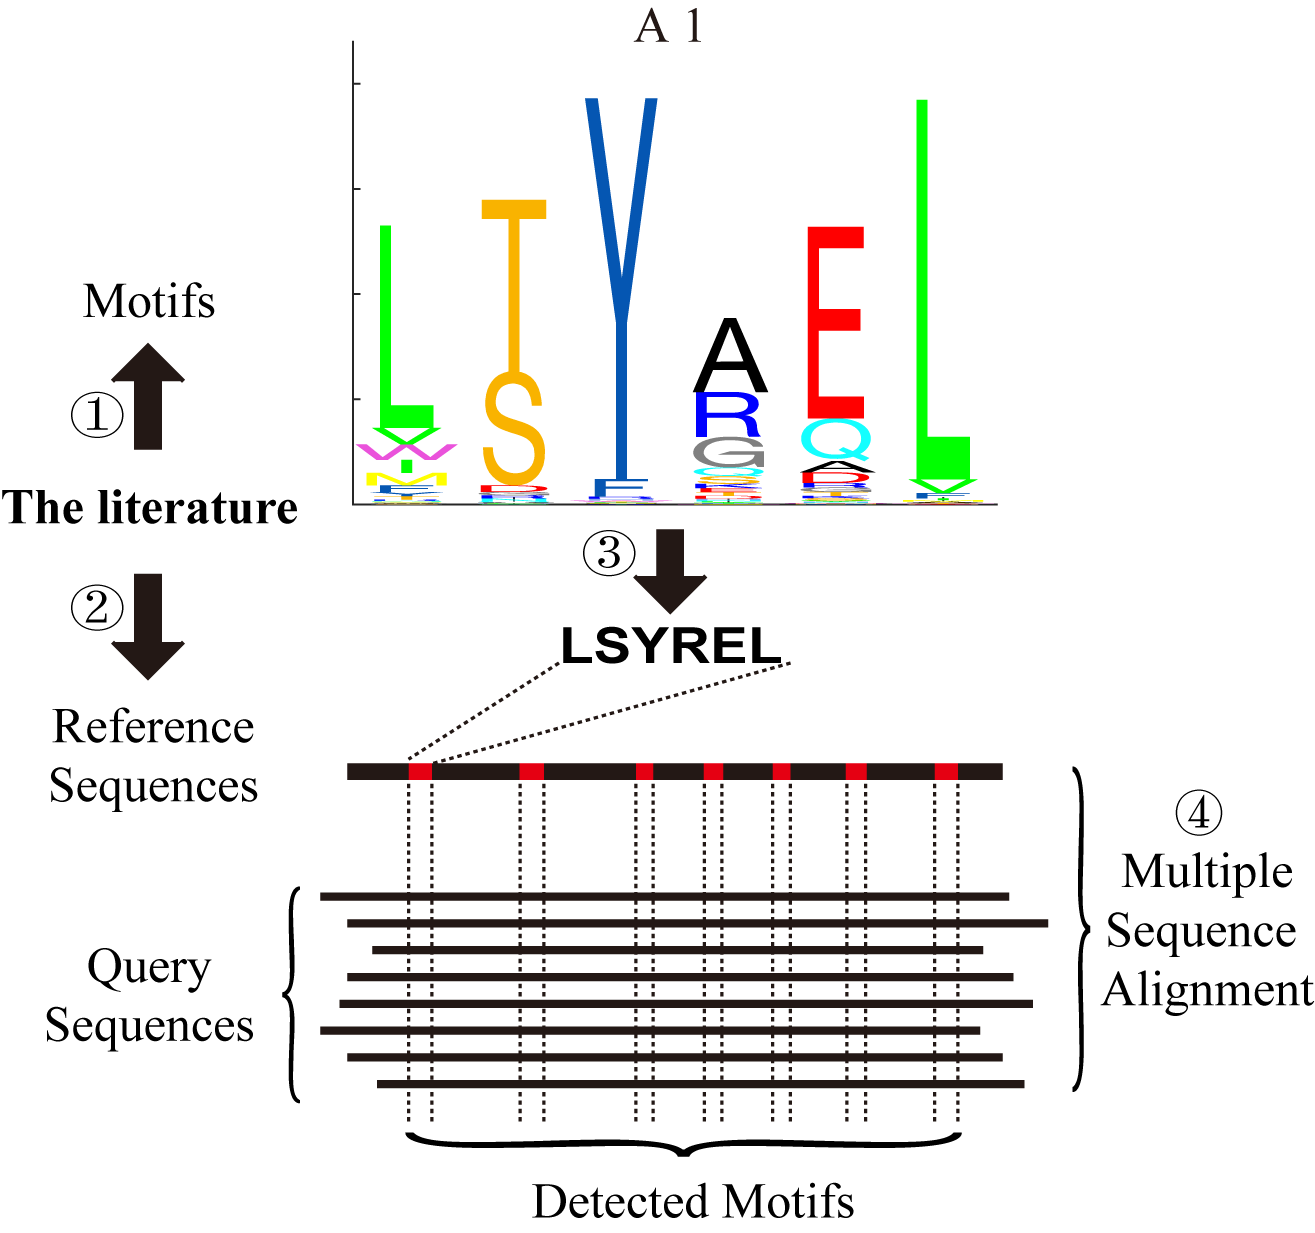 A 1
L T Y A E L
S R Q
G
Motifs
①
The literature
②
③
LSYREL
Reference
Sequences
④
Multiple
Sequence
Alignment
Query
Sequences
Detected Motifs